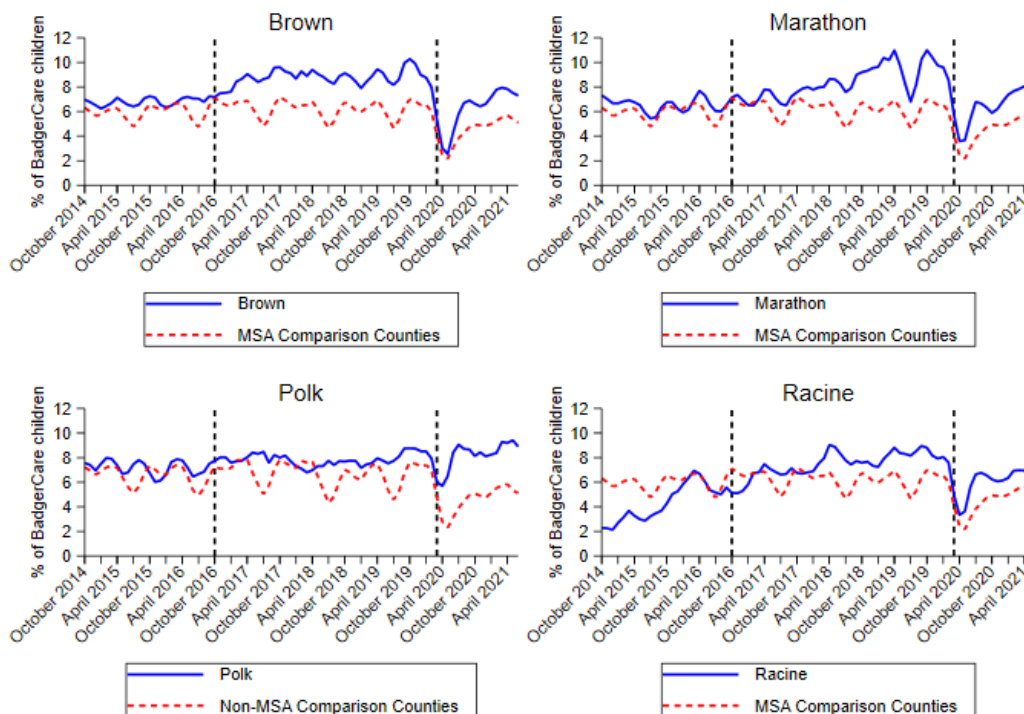 Brown
% of BadgerCare children
12
10
8
6
4
2
0
October 2014
April 2015
October 2015
April 2016
October 2016
April 2017
October 2017
April 2018
October 2018
April 2019
October 2019
April 2020
October 2020
April 2021
Brown
MSA Comparison Counties
Marathon
% of BadgerCare children
12
10
8
6
4
2
0
October 2014
April 2015
October 2015
April 2016
October 2016
April 2017
October 2017
April 2018
October 2018
April 2019
October 2019
April 2020
October 2020
April 2021
Marathon
MSA Comparison Counties
Polk
% of BadgerCare children
12
10
8
6
4
2
0
October 2014
April 2015
October 2015
April 2016
October 2016
April 2017
October 2017
April 2018
October 2018
April 2019
October 2019
April 2020
October 2020
April 2021
Polk
Non-MSA Comparison Counties
Racine
% of BadgerCare children
12
10
8
6
4
2
0
October 2014
April 2015
October 2015
April 2016
October 2016
April 2017
October 2017
April 2018
October 2018
April 2019
October 2019
April 2020
October 2020
April 2021
Racine
MSA Comparison Counties